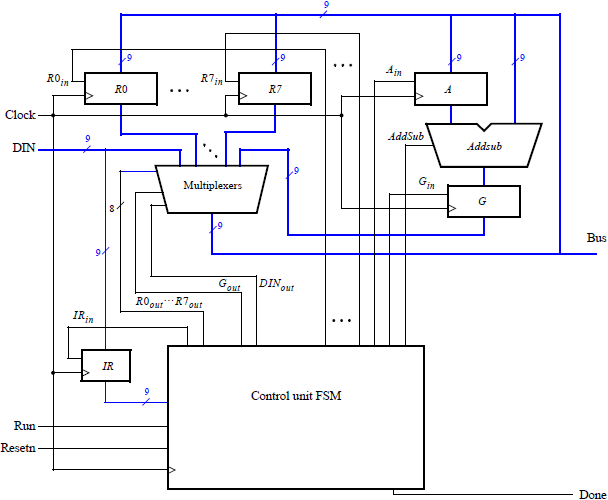 9
9 9 9 9
R0in R7in Ain
R0 ... R7 ... A
Clock
DIN 9 AddSub Addsub
Multiplexers 9
8 Gin G
9 Bus
9 Gout DINout
R0out...R7out
IRin ...
IR
9 Control unit FSM
Run
Resetn
Done